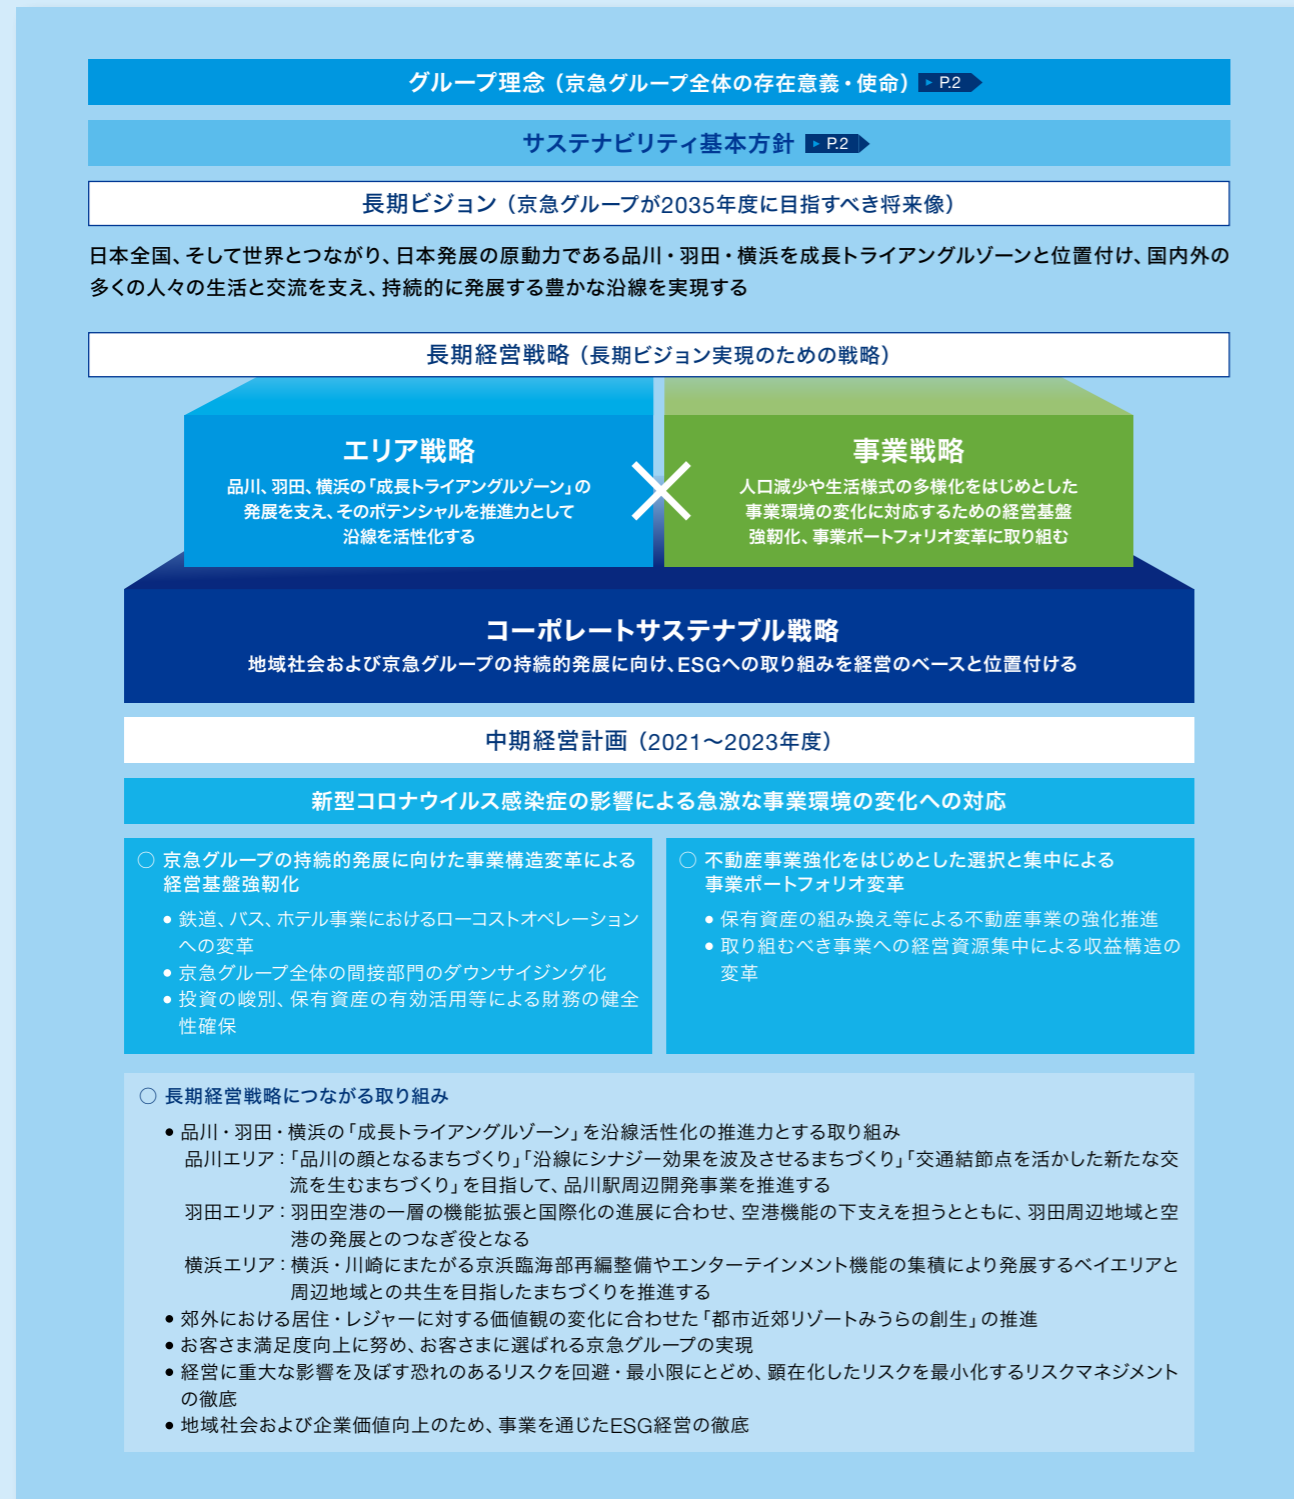 グループ理念（京急グループ全体の存在意義・使命） P.2
サステナビリティ基本方針 P.2
長期ビジョン（京急グループが2035年度に目指すべき将来像）
日本全国、そして世界とつながり、日本発展の原動力である品川・羽田・横浜を成長トライアングルゾーンと位置付け、国内外の
多くの人々の生活と交流を支え、持続的に発展する豊かな沿線を実現する
長期経営戦略（長期ビジョン実現のための戦略）
エリア戦略
品川、羽田、横浜の「成長トライアングルゾーン」の
発展を支え、そのポテンシャルを推進力として
沿線を活性化する
事業戦略
人口減少や生活様式の多様化をはじめとした
事業環境の変化に対応するための経営基盤
強靭化、事業ポートフォリオ変革に取り組む
コーポレートサステナブル戦略
地域社会および京急グループの持続的発展に向け、ESGへの取り組みを経営のベースと位置付ける
中期経営計画（2021～2023年度）
新型コロナウイルス感染症の影響による急激な事業環境の変化への対応
○ 京急グループの持続的発展に向けた事業構造変革による
経営基盤強靭化
● 鉄道、バス、ホテル事業におけるローコストオペレーション
への変革
● 京急グループ全体の間接部門のダウンサイジング化
● 投資の峻別、保有資産の有効活用等による財務の健全
性確保
○ 不動産事業強化をはじめとした選択と集中による
事業ポートフォリオ変革
● 保有資産の組み換え等による不動産事業の強化推進
● 取り組むべき事業への経営資源集中による収益構造の
変革
○ 長期経営戦略につながる取り組み
● 品川・羽田・横浜の「成長トライアングルゾーン」を沿線活性化の推進力とする取り組み
品川エリア：「品川の顔となるまちづくり」「沿線にシナジー効果を波及させるまちづくり」「交通結節点を活かした新たな交
流を生むまちづくり」を目指して、品川駅周辺開発事業を推進する
羽田エリア：羽田空港の一層の機能拡張と国際化の進展に合わせ、空港機能の下支えを担うとともに、羽田周辺地域と空
港の発展とのつなぎ役となる
横浜エリア：横浜・川崎にまたがる京浜臨海部再編整備やエンターテインメント機能の集積により発展するベイエリアと
周辺地域との共生を目指したまちづくりを推進する
● 郊外における居住・レジャーに対する価値観の変化に合わせた「都市近郊リゾートみうらの創生」の推進
● お客さま満足度向上に努め、お客さまに選ばれる京急グループの実現
● 経営に重大な影響を及ぼす恐れのあるリスクを回避・最小限にとどめ、顕在化したリスクを最小化するリスクマネジメント
の徹底
● 地域社会および企業価値向上のため、事業を通じたESG経営の徹底